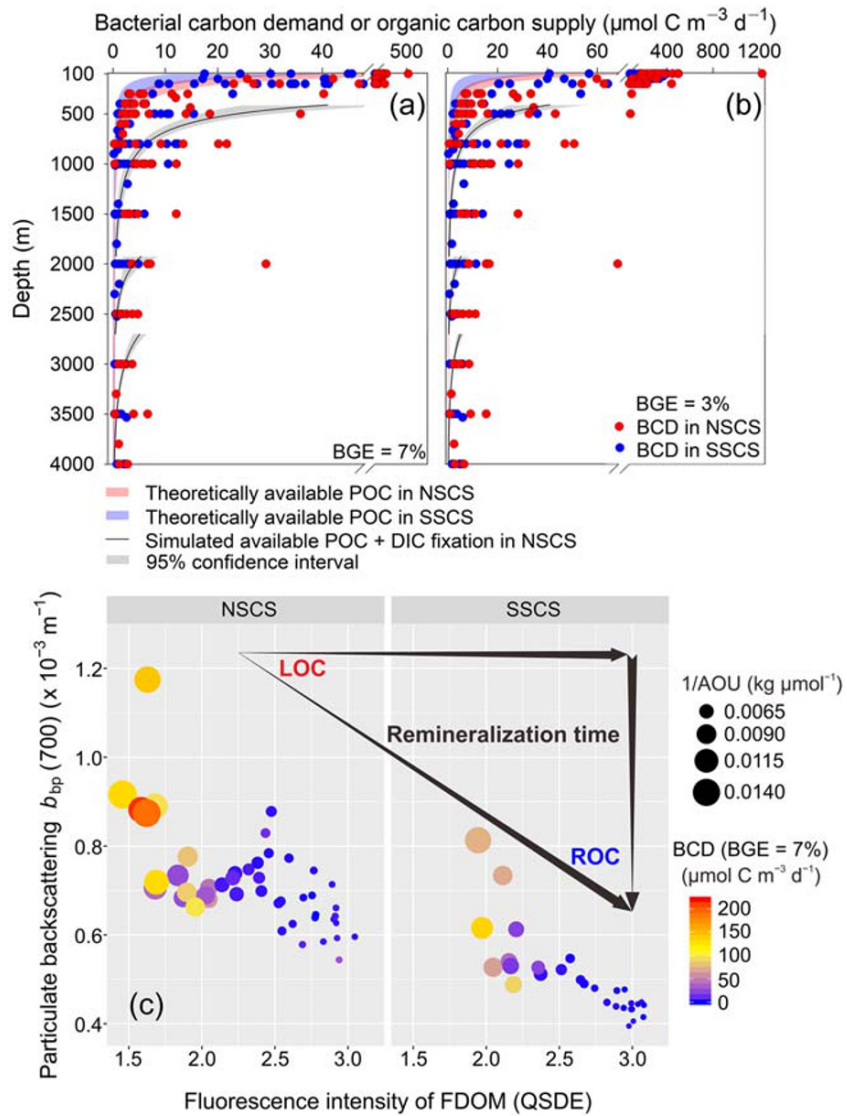 Bacterial carbon demand or organic carbon supply (μmol C m⁻³ d⁻¹)
0 10 20 30 40 500
0 20 40 60 400 800 1200
100
500
1000
1500
2000
2500
3000
3500
4000
Depth (m)
(a)
(b)
BGE = 7%
BGE = 3%
BCD in NSCS
BCD in SSCS
Theoretically available POC in NSCS
Theoretically available POC in SSCS
Simulated available POC + DIC fixation in NSCS
95% confidence interval
NSCS
SSCS
Particulate backscattering b_bp (700) (x 10⁻³ m⁻¹)
1.2
1.0
0.8
0.6
0.4
LOC
Remineralization time
ROC
(c)
1.5 2.0 2.5 3.0
2.0 2.5 3.0
Fluorescence intensity of FDOM (QSDE)
1/AOU (kg μmol⁻¹)
0.0065
0.0090
0.0115
0.0140
BCD (BGE = 7%)
(μmol C m⁻³ d⁻¹)
200
150
100
50
0